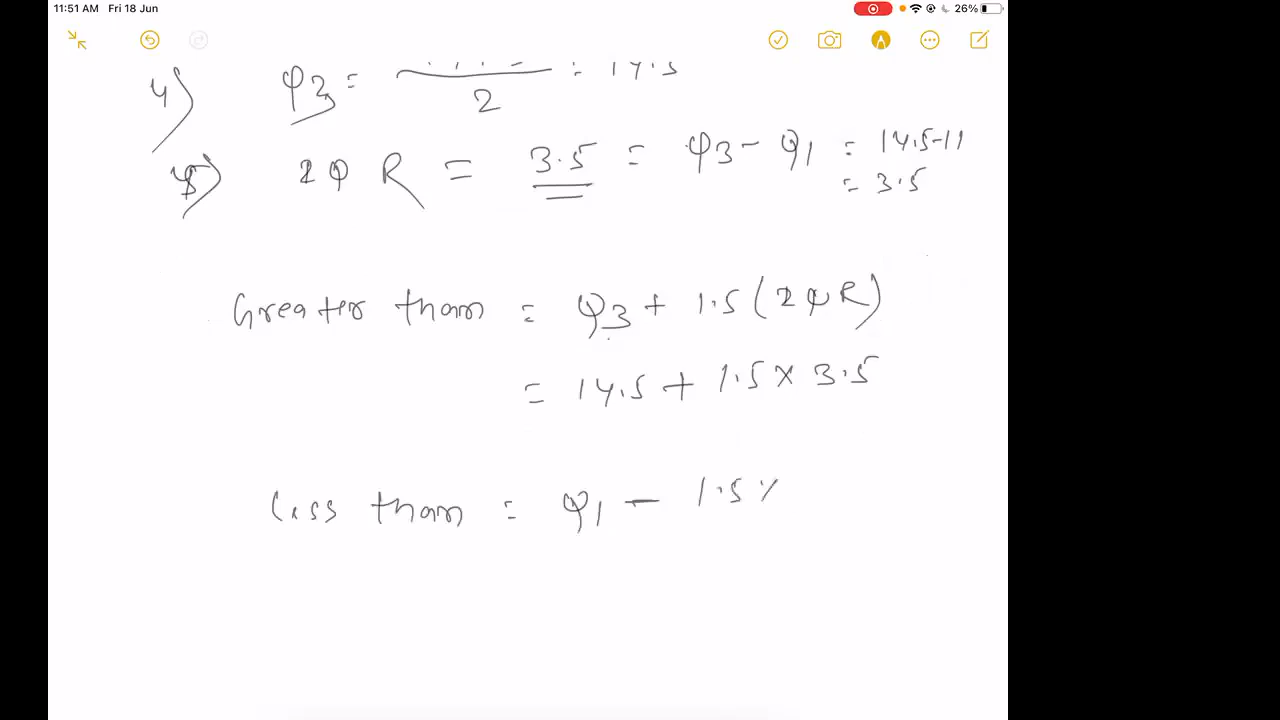 11:51 AM Fri 18 Jun 26%
4) Q3 = 2 = 14.5
5) IQR = 3.5 = Q3 - Q1 = 14.5-11
= 3.5
Greater than = Q3 + 1.5 (IQR)
= 14.5 + 1.5 x 3.5
Less than = Q1 - 1.5 x